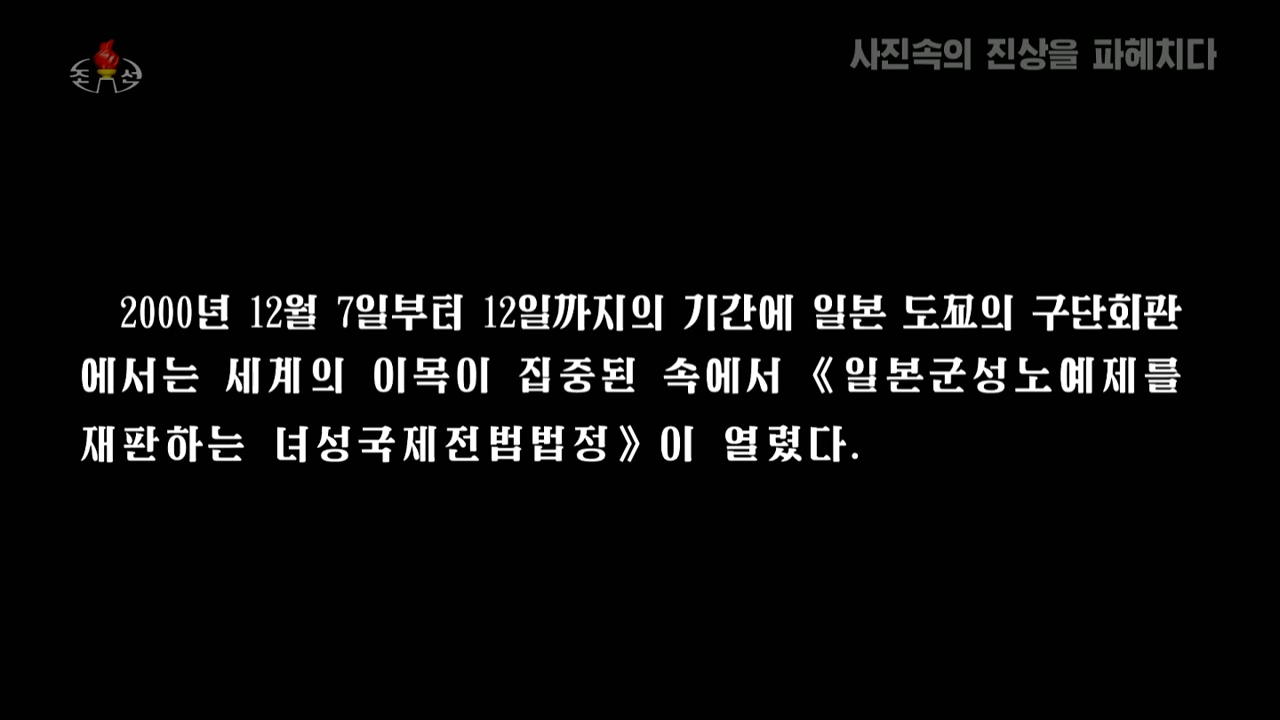 조선
사진속의 진상을 파헤치다
2000년 12월 7일부터 12일까지의 기간에 일본 도꾜의 구단회관
에서는 세계의 이목이 집중된 속에서 《일본군성노예제를
재판하는 녀성국제전범법정》이 열렸다.